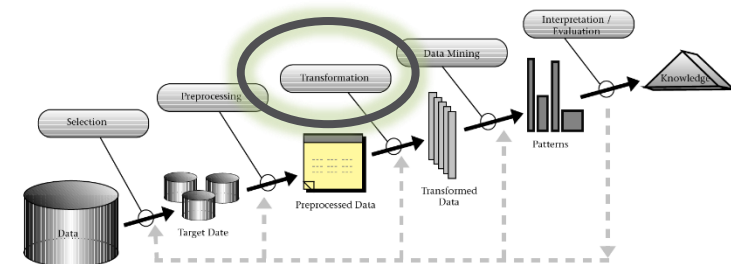 Interpretation /
Evaluation
Data Mining
Transformation
Preprocessing
Selection
Knowledge
Patterns
Transformed
Data
Preprocessed Data
Target Date
Data